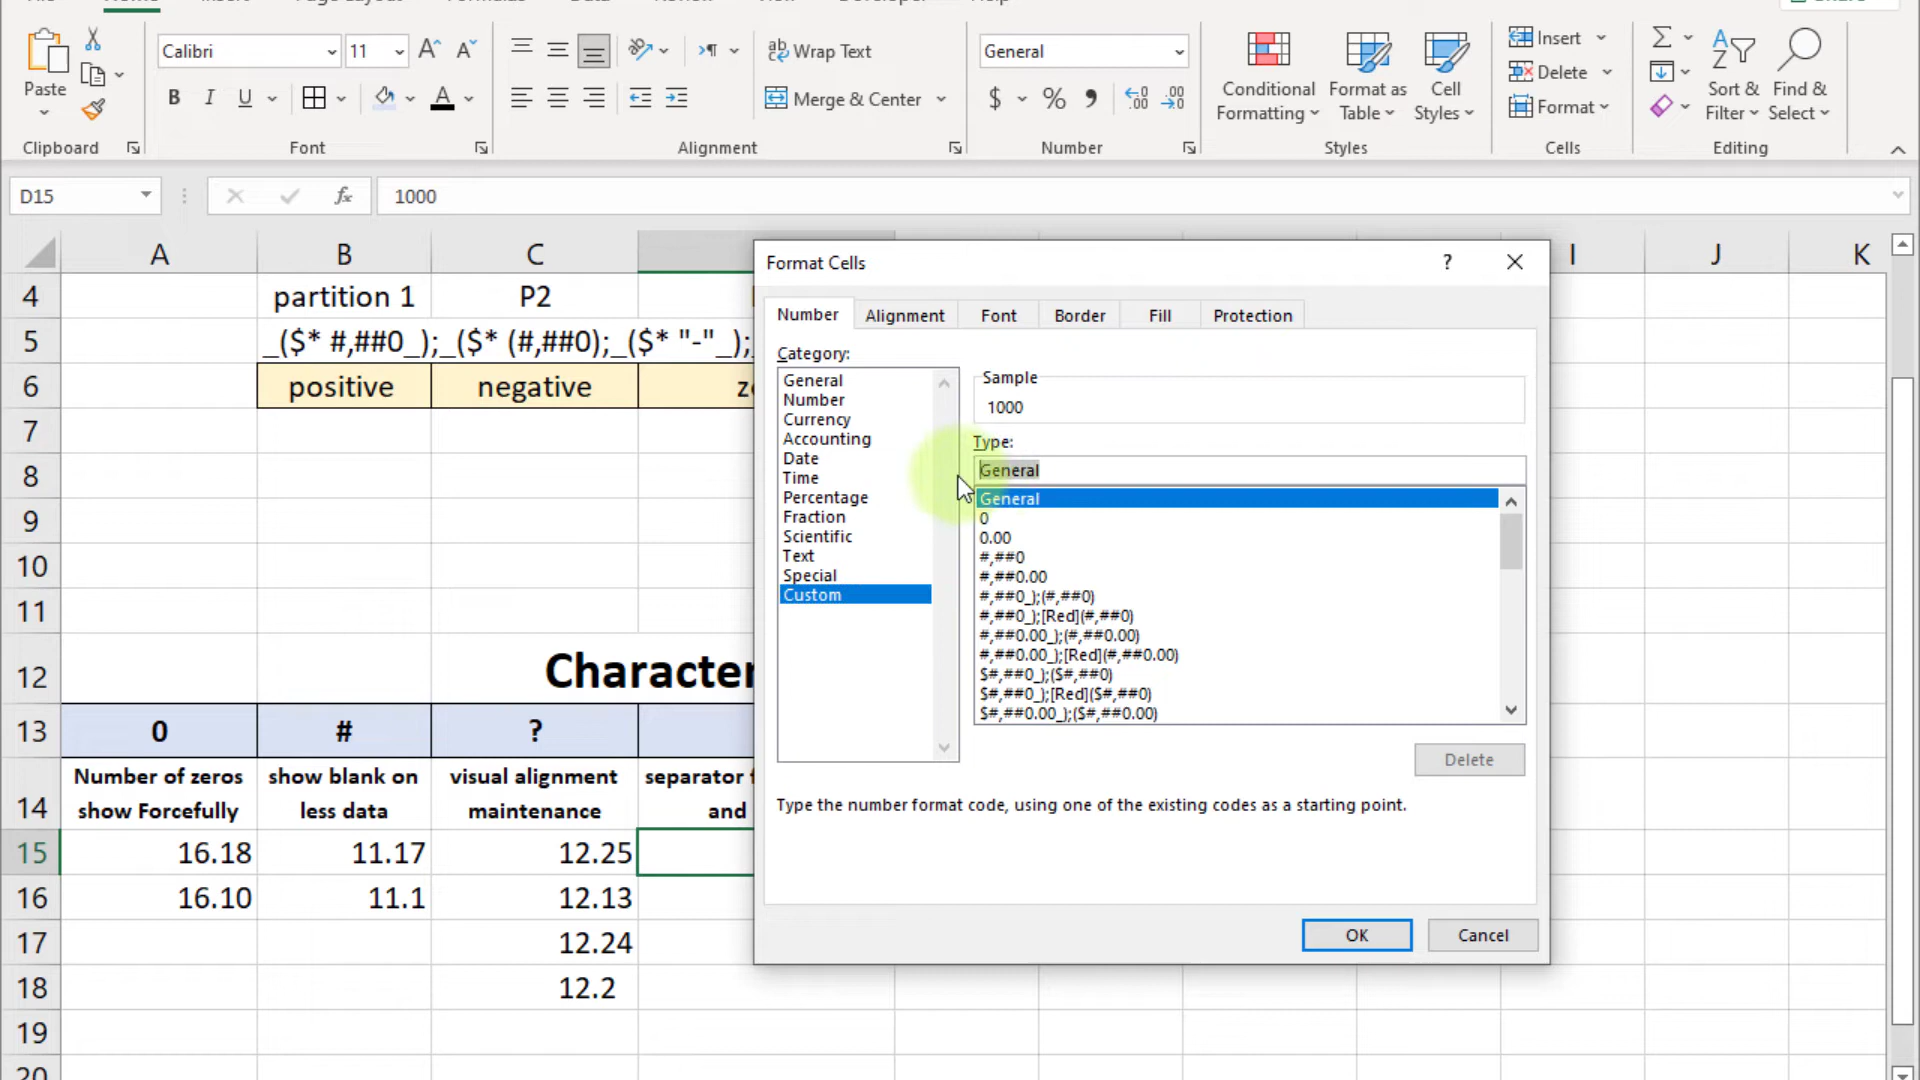 Calibri
11
Wrap Text
General
Insert
Conditional
Formatting
Format as
Table
Cell
Styles
Delete
Sort &
Filter
Find &
Select
Paste
B I U
Merge & Center
$ %
Format
Clipboard
Font
Alignment
Number
Styles
Cells
Editing
D15
fx
1000
A B C I J K
Format Cells
?
Number Alignment Font Border Fill Protection
Category:
General
Number
Currency
Accounting
Date
Time
Percentage
Fraction
Scientific
Text
Special
Custom
Sample
1000
Type:
General
General
0
0.00
#,##0
#,##0.00
#,##0_);(#,##0)
#,##0_);[Red](#,##0)
#,##0.00_);(#,##0.00)
#,##0.00_);[Red](#,##0.00)
$#,##0_);($#,##0)
$#,##0_);[Red]($#,##0)
$#,##0.00_);($#,##0.00)
Delete
Type the number format code, using one of the existing codes as a starting point.
OK
Cancel
4 partition 1 P2
5 _($* #,##0_);_($* (#,##0);_($* "-"_);
6 positive negative
7
8
9
10
11
12 Character
13 0 # ?
14 Number of zeros show Forcefully
show blank on less data
visual alignment maintenance
separator
and
15 16.18 11.17 12.25
16 16.10 11.1 12.13
17 12.24
18 12.2
19
20